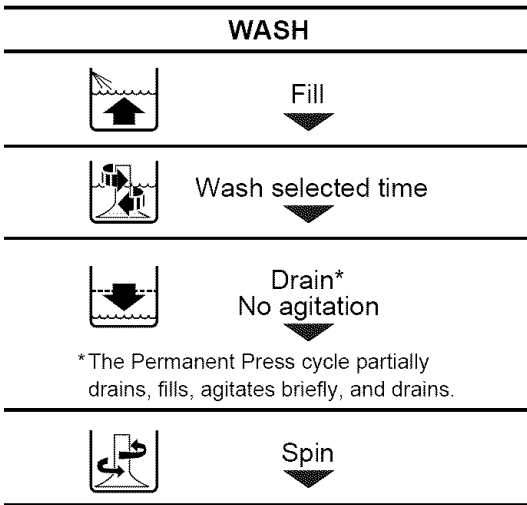 WASH
Fill
Wash selected time
Drain*
No agitation
*The Permanent Press cycle partially
drains, fills, agitates briefly, and drains.
Spin